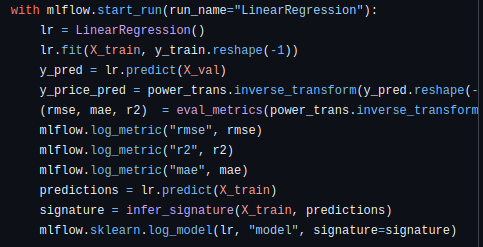 with mlflow.start_run(run_name="LinearRegression"):
    lr = LinearRegression()
    lr.fit(X_train, y_train.reshape(-1))
    y_pred = lr.predict(X_val)
    y_price_pred = power_trans.inverse_transform(y_pred.reshape(-
    (rmse, mae, r2)  = eval_metrics(power_trans.inverse_transform
    mlflow.log_metric("rmse", rmse)
    mlflow.log_metric("r2", r2)
    mlflow.log_metric("mae", mae)
    predictions = lr.predict(X_train)
    signature = infer_signature(X_train, predictions)
    mlflow.sklearn.log_model(lr, "model", signature=signature)